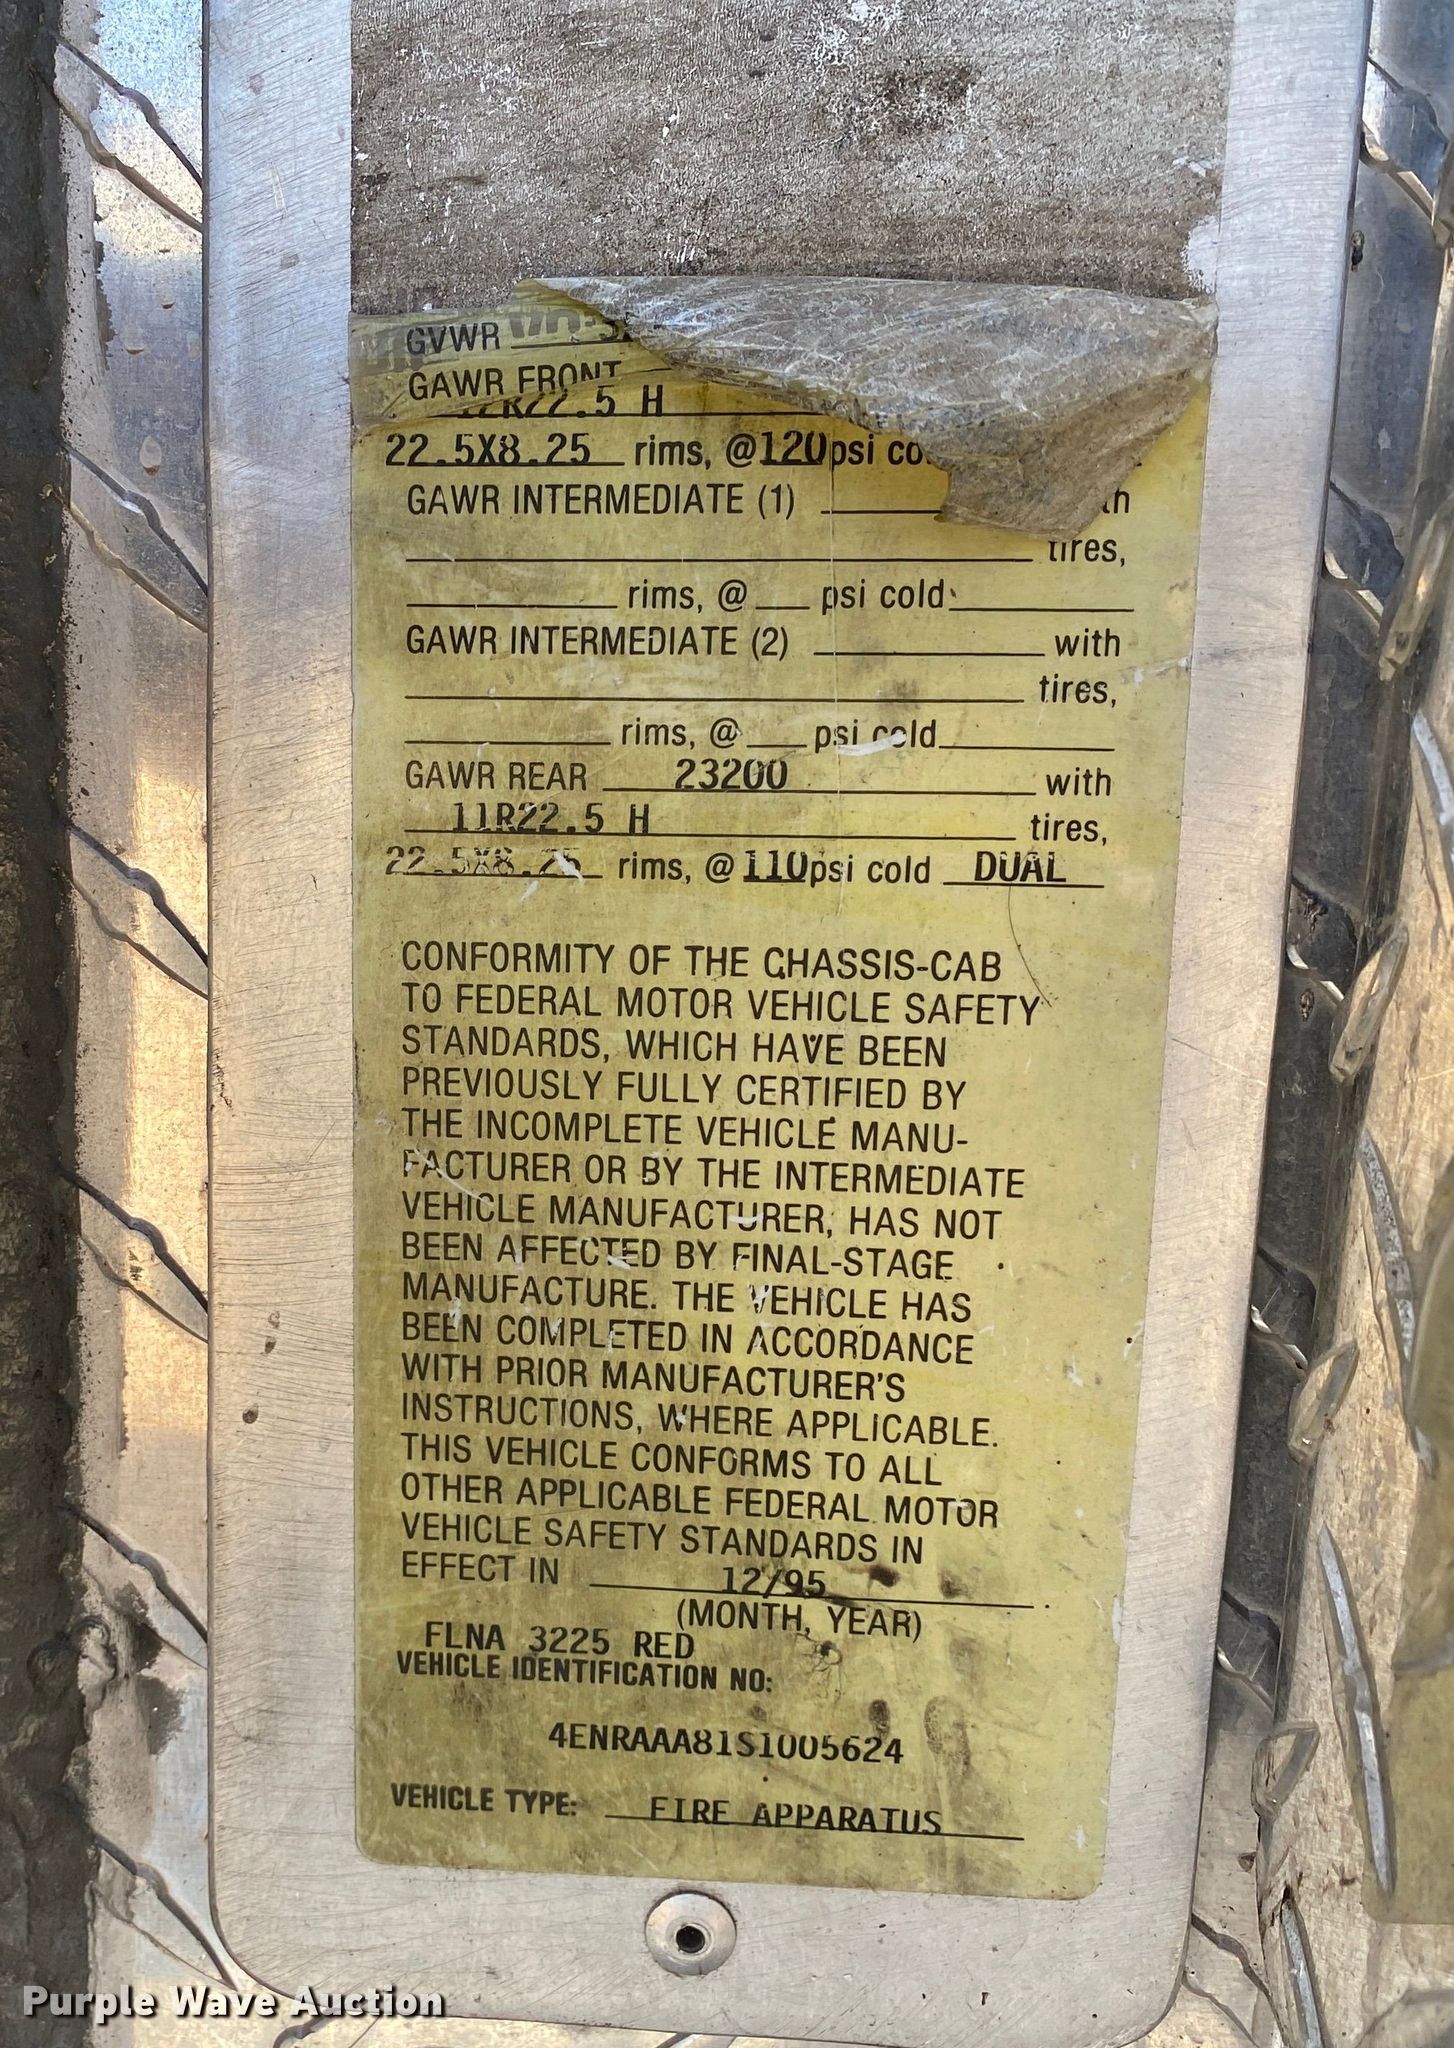 GVWR
GAWR FRONT
R22.5 H
22.5X8.25 rims, @120psi
GAWR INTERMEDIATE (1)
tires,
rims, @ psi cold
GAWR INTERMEDIATE (2) with
tires,
rims, @ psi cold
GAWR REAR 23200 with
11R22.5 H tires,
22.5X8.25 rims, @110psi cold DUAL
CONFORMITY OF THE CHASSIS-CAB
TO FEDERAL MOTOR VEHICLE SAFETY
STANDARDS, WHICH HAVE BEEN
PREVIOUSLY FULLY CERTIFIED BY
THE INCOMPLETE VEHICLE MANU-
FACTURER OR BY THE INTERMEDIATE
VEHICLE MANUFACTURER, HAS NOT
BEEN AFFECTED BY FINAL-STAGE
MANUFACTURE. THE VEHICLE HAS
BEEN COMPLETED IN ACCORDANCE
WITH PRIOR MANUFACTURER'S
INSTRUCTIONS, WHERE APPLICABLE.
THIS VEHICLE CONFORMS TO ALL
OTHER APPLICABLE FEDERAL MOTOR
VEHICLE SAFETY STANDARDS IN
EFFECT IN 12/95.
(MONTH, YEAR)
FLNA 3225 RED
VEHICLE IDENTIFICATION NO:
4ENRAAA81S1005624
VEHICLE TYPE: FIRE APPARATUS
Purple Wave Auction